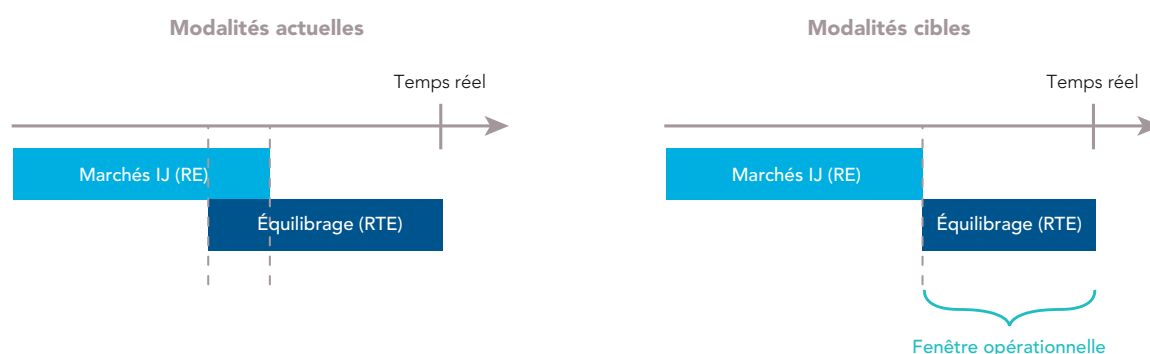 Modalités actuelles
Temps réel
Marchés IJ (RE)
Équilibrage (RTE)
Modalités cibles
Temps réel
Marchés IJ (RE)
Équilibrage (RTE)
Fenêtre opérationnelle